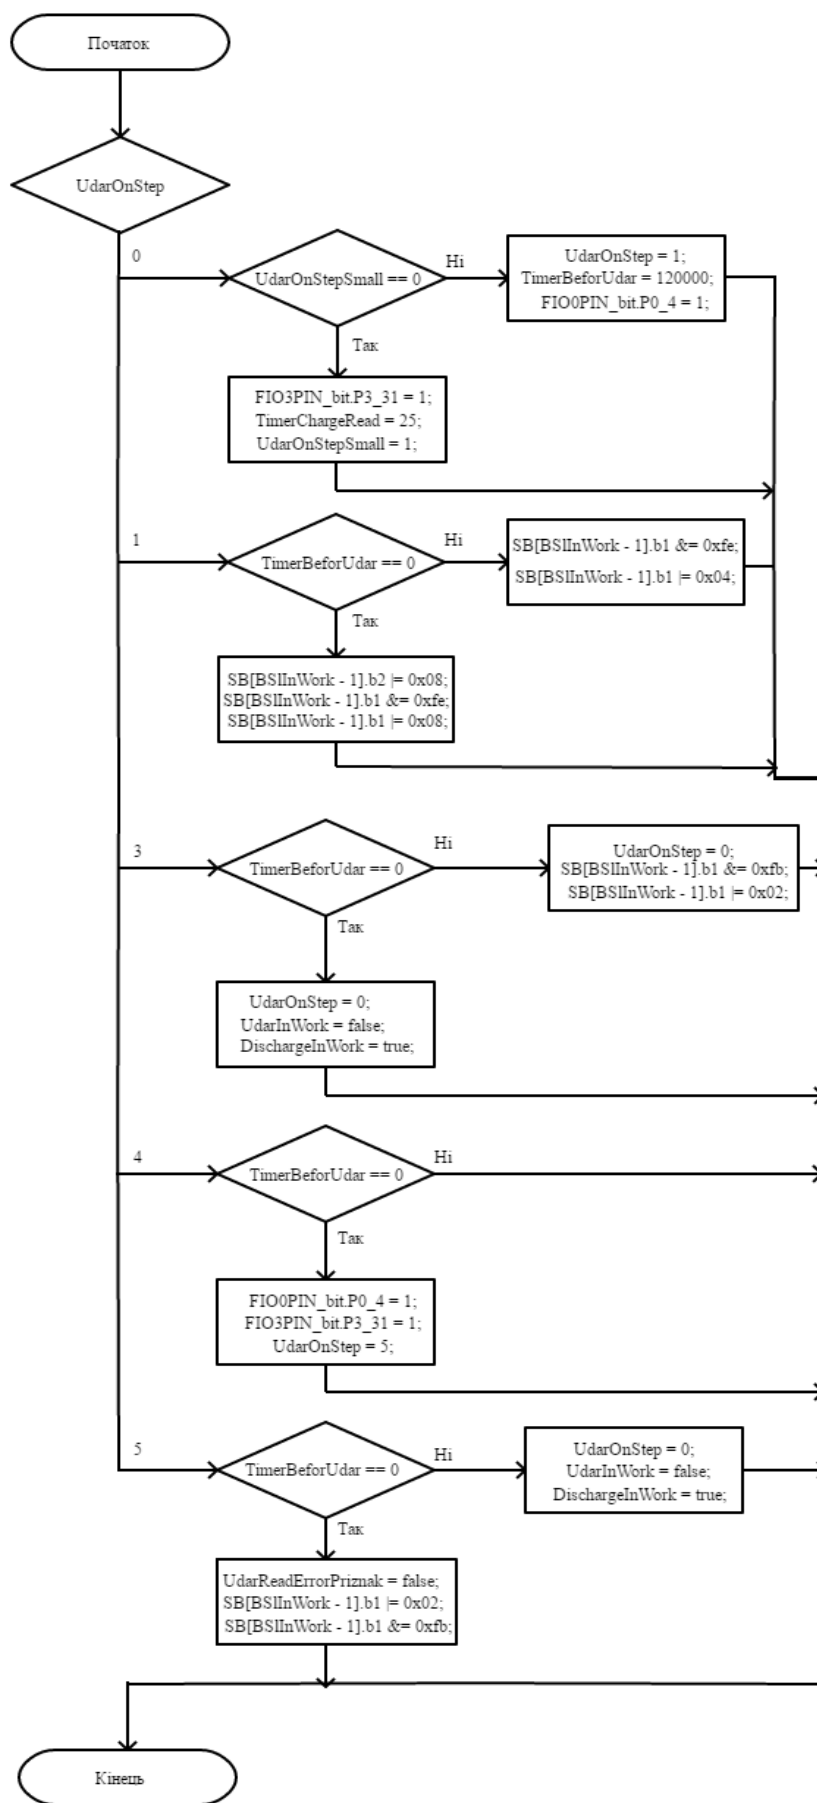 Початок
UdarOnStep
0
UdarOnStepSmall == 0
Ні
UdarOnStep = 1;
TimerBeforUdar = 120000;
FIO0PIN_bit.P0_4 = 1;
Так
FIO3PIN_bit.P3_31 = 1;
TimerChargeRead = 25;
UdarOnStepSmall = 1;
1
TimerBeforUdar == 0
Ні
SB[BSIInWork - 1].b1 &= 0xfe;
SB[BSIInWork - 1].b1 |= 0x04;
Так
SB[BSIInWork - 1].b2 |= 0x08;
SB[BSIInWork - 1].b1 &= 0xfe;
SB[BSIInWork - 1].b1 |= 0x08;
3
TimerBeforUdar == 0
Ні
UdarOnStep = 0;
SB[BSIInWork - 1].b1 &= 0xfb;
SB[BSIInWork - 1].b1 |= 0x02;
Так
UdarOnStep = 0;
UdarInWork = false;
DischargeInWork = true;
4
TimerBeforUdar == 0
Ні
Так
FIO0PIN_bit.P0_4 = 1;
FIO3PIN_bit.P3_31 = 1;
UdarOnStep = 5;
5
TimerBeforUdar == 0
Ні
UdarOnStep = 0;
UdarInWork = false;
DischargeInWork = true;
Так
UdarReadErrorPriznak = false;
SB[BSIInWork - 1].b1 |= 0x02;
SB[BSIInWork - 1].b1 &= 0xfb;
Кінець